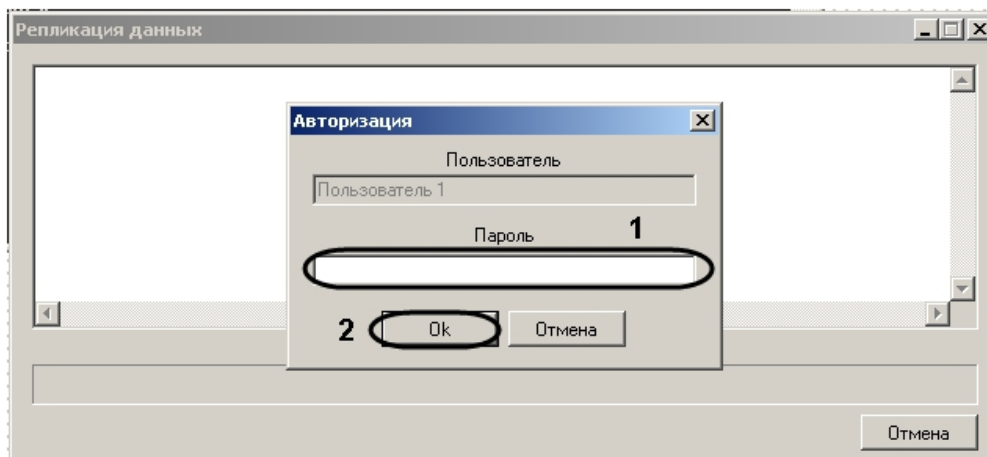 Репликация данных
Авторизация
Пользователь
Пользователь 1
Пароль
1
2
Ok
Отмена
Отмена